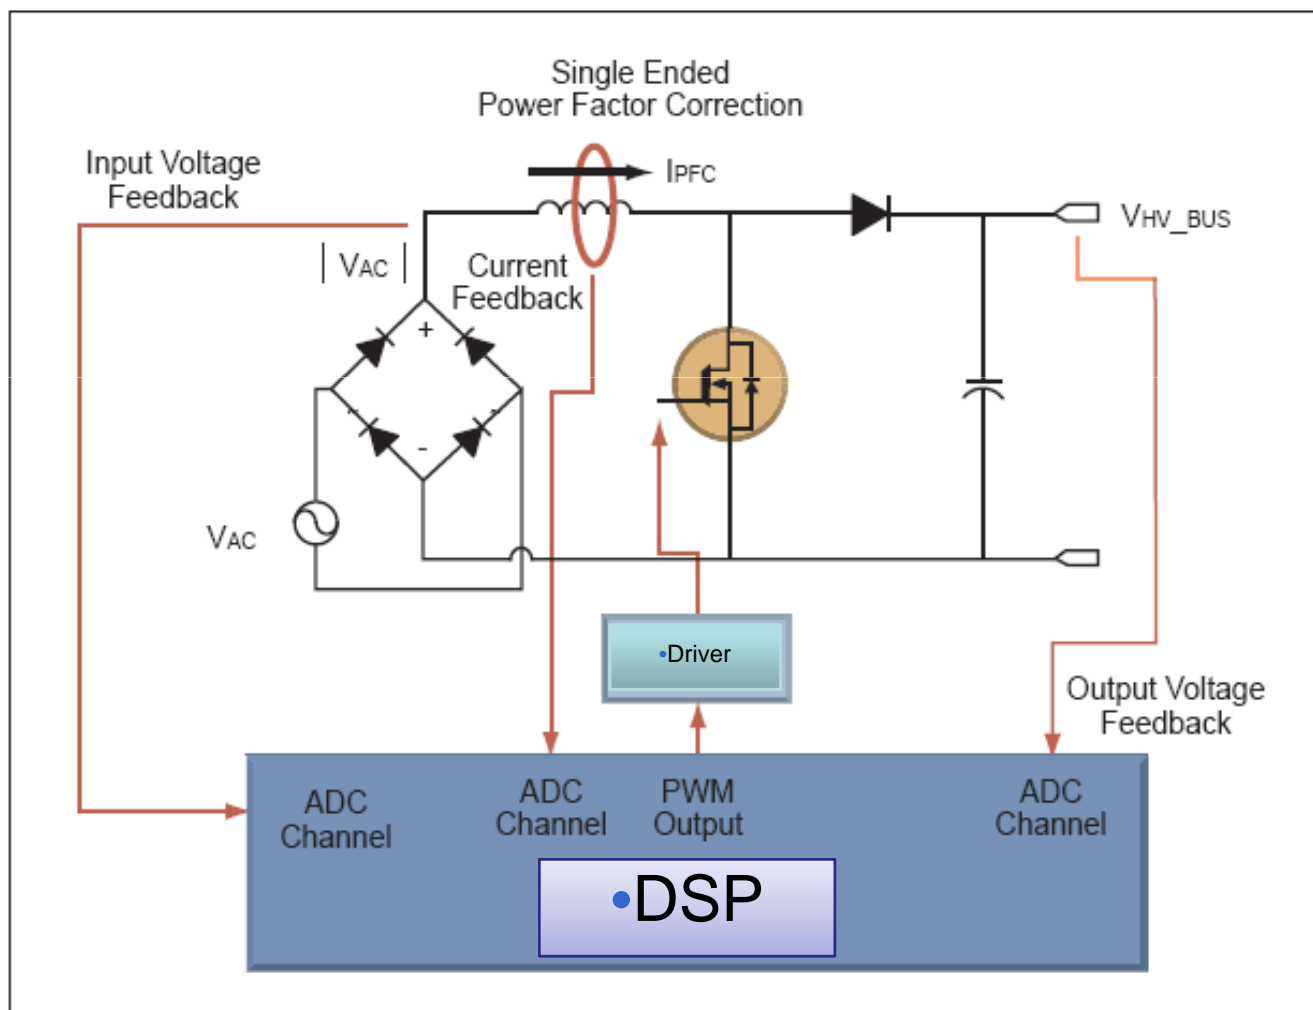 Single Ended
Power Factor Correction
Input Voltage
Feedback
IPFC
VHV_BUS
| VAC |
Current
Feedback
+
-
VAC
•Driver
Output Voltage
Feedback
ADC
Channel
ADC
Channel
PWM
Output
ADC
Channel
•DSP